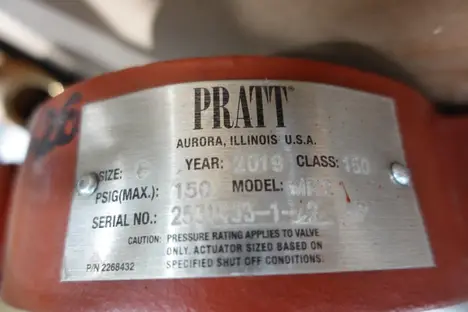 PRATT
AURORA, ILLINOIS U.S.A.
SIZE: YEAR: 2019 CLASS: 150
PSIG(MAX.): 150 MODEL:
SERIAL NO.:
CAUTION: PRESSURE RATING APPLIES TO VALVE
ONLY. ACTUATOR SIZED BASED ON
P/N 2268432 SPECIFIED SHUT OFF CONDITIONS.